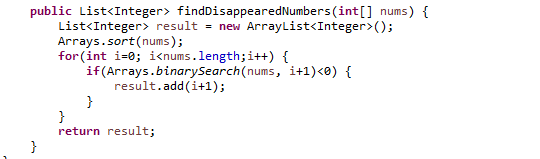 public List<Integer> findDisappearedNumbers(int[] nums) {
List<Integer> result = new ArrayList<Integer>();
Arrays.sort(nums);
for(int i=0; i<nums.length;i++) {
if(Arrays.binarySearch(nums, i+1)<0) {
result.add(i+1);
}
}
return result;
}